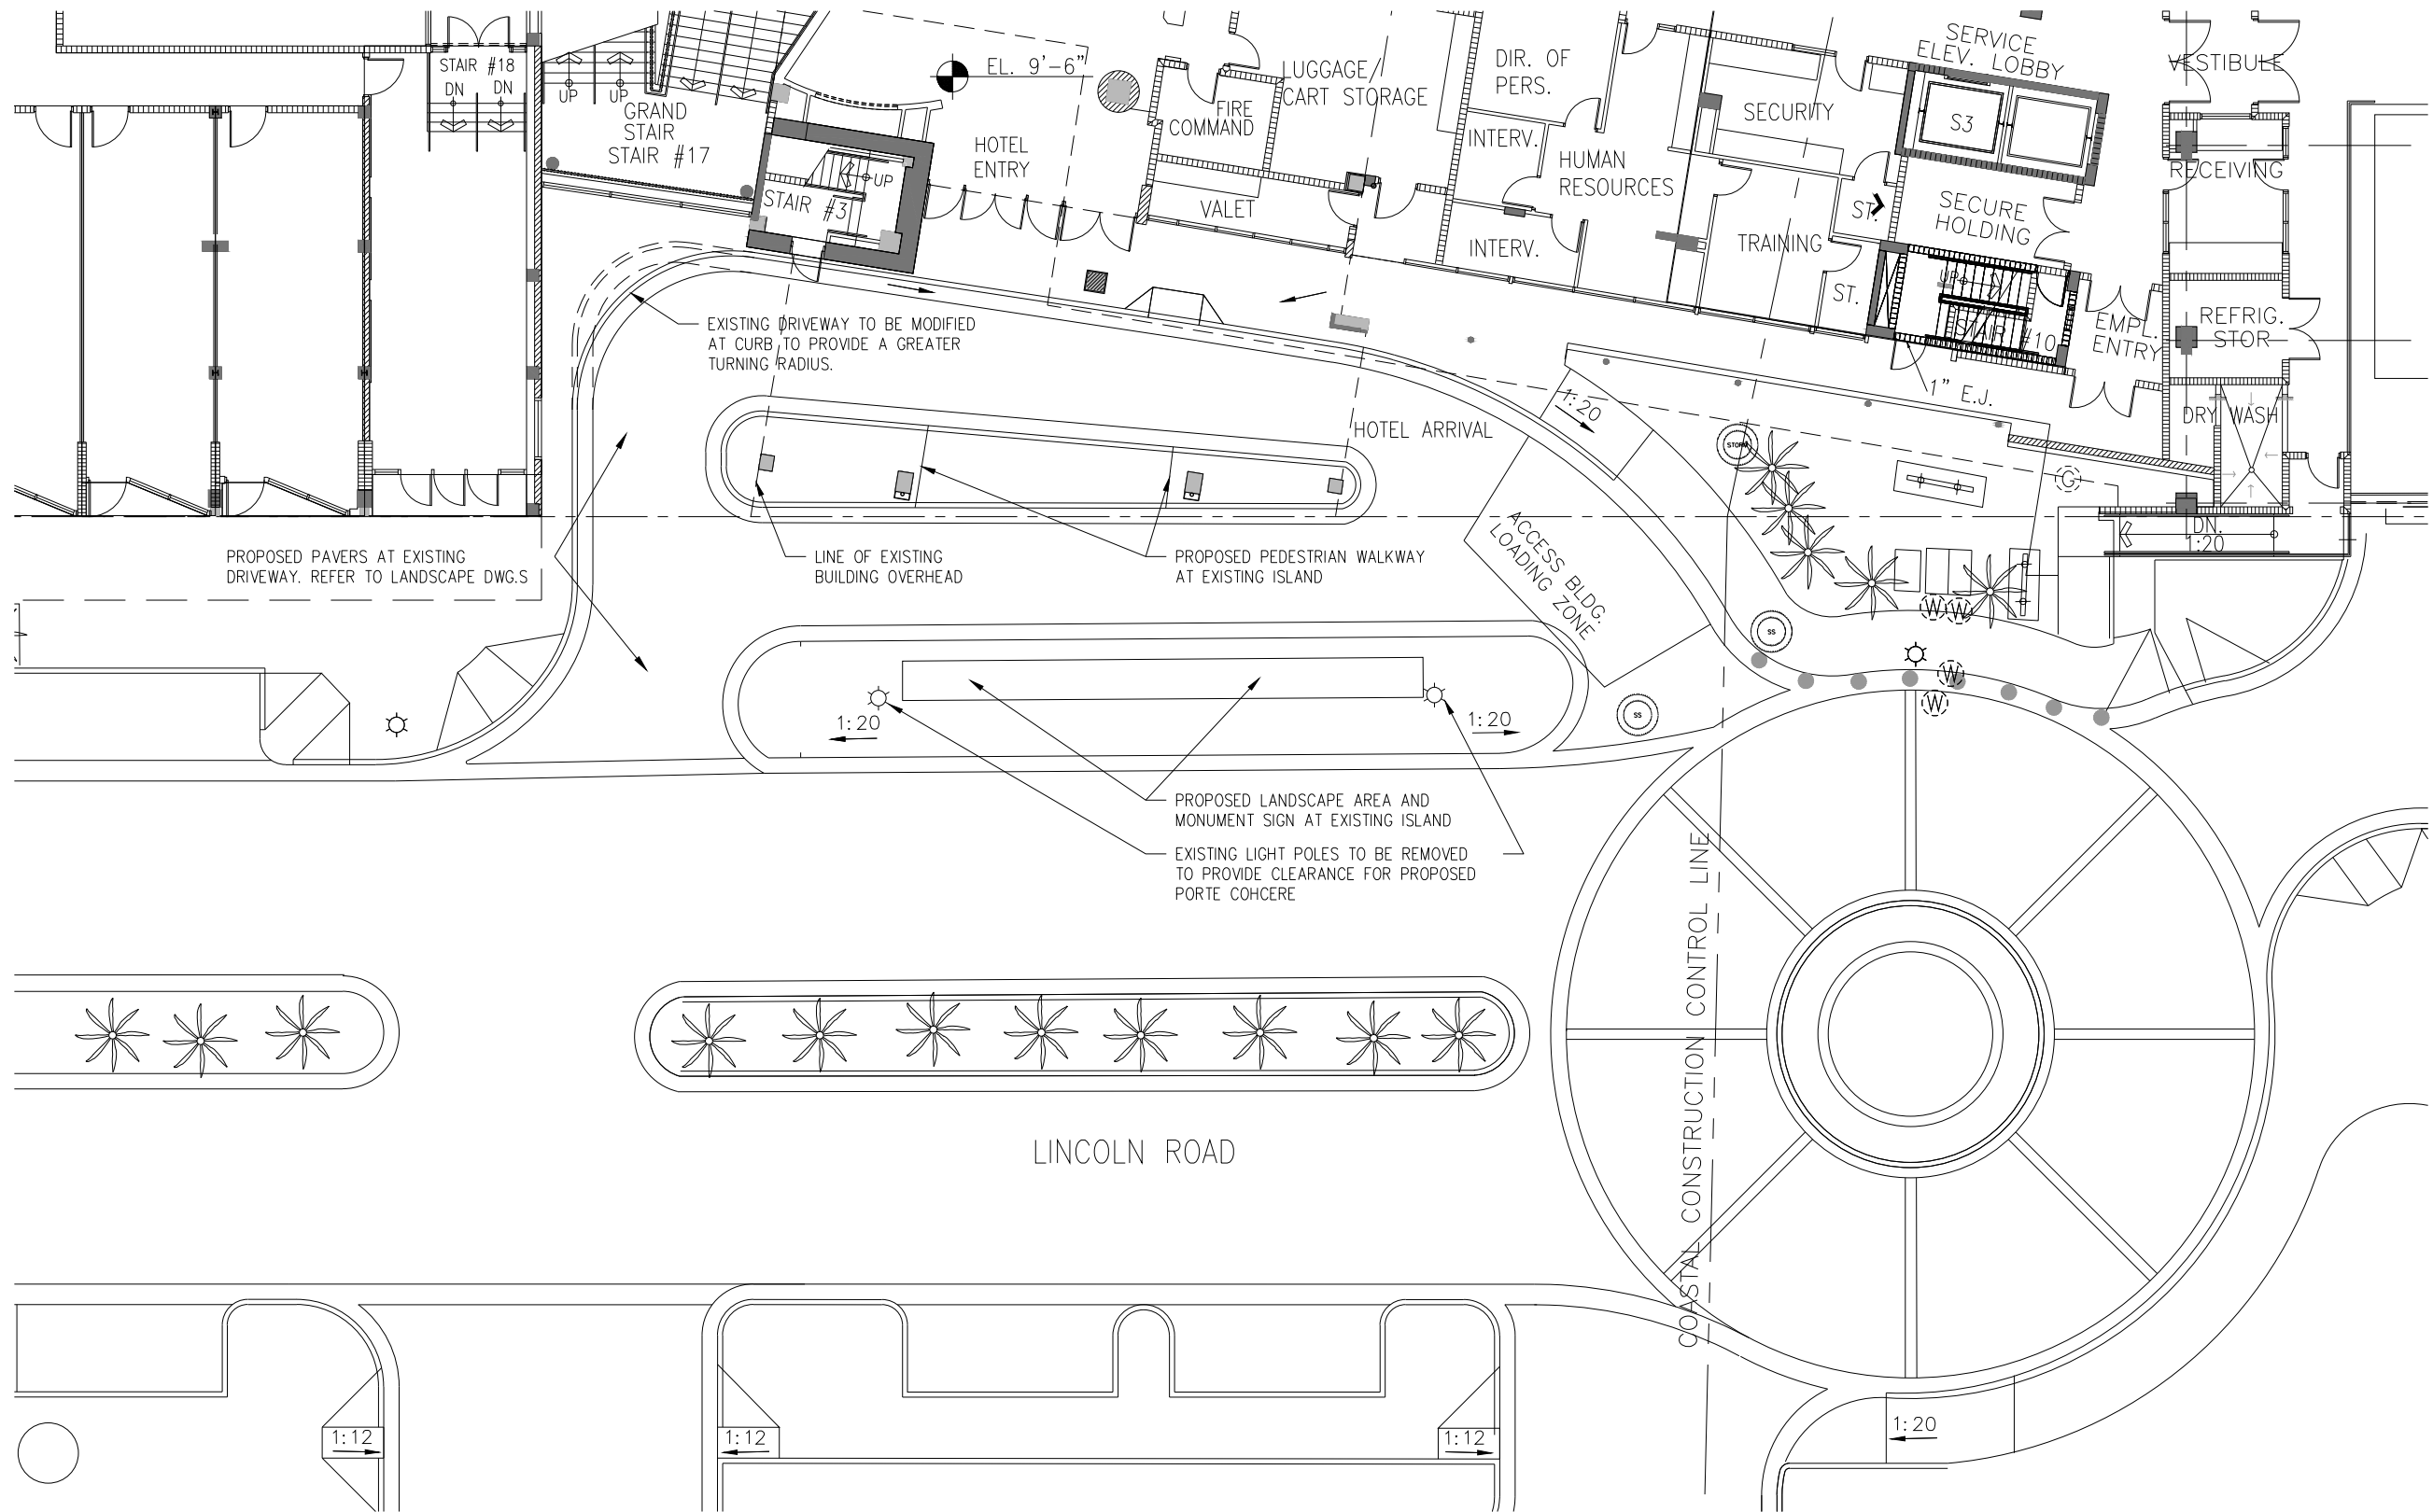 STAIR #18
DN
DN
UP
UP
GRAND
STAIR
STAIR #17
EL. 9'-6"
HOTEL
ENTRY
STAIR #3
UP
FIRE
COMMAND
LUGGAGE/
CART STORAGE
VALET
DIR. OF
PERS.
INTERV.
INTERV.
HUMAN
RESOURCES
SECURITY
TRAINING
ST.
ST.
SERVICE
ELEV. LOBBY
S3
SECURE
HOLDING
UP
STAIR #10
1" E.J.
EMPL.
ENTRY
VESTIBULE
RECEIVING
REFRIG.
STOR
DRY WASH
DN.
1:20
EXISTING DRIVEWAY TO BE MODIFIED
AT CURB TO PROVIDE A GREATER
TURNING RADIUS.
1:20
HOTEL ARRIVAL
STORM
G
ACCESS BLDG.
LOADING ZONE
PROPOSED PAVERS AT EXISTING
DRIVEWAY. REFER TO LANDSCAPE DWG.S
LINE OF EXISTING
BUILDING OVERHEAD
PROPOSED PEDESTRIAN WALKWAY
AT EXISTING ISLAND
W
W
SS
W
W
SS
1:20
1:20
PROPOSED LANDSCAPE AREA AND
MONUMENT SIGN AT EXISTING ISLAND
EXISTING LIGHT POLES TO BE REMOVED
TO PROVIDE CLEARANCE FOR PROPOSED
PORTE COHCERE
COASTAL CONSTRUCTION CONTROL LINE
LINCOLN ROAD
1:12
1:12
1:12
1:20